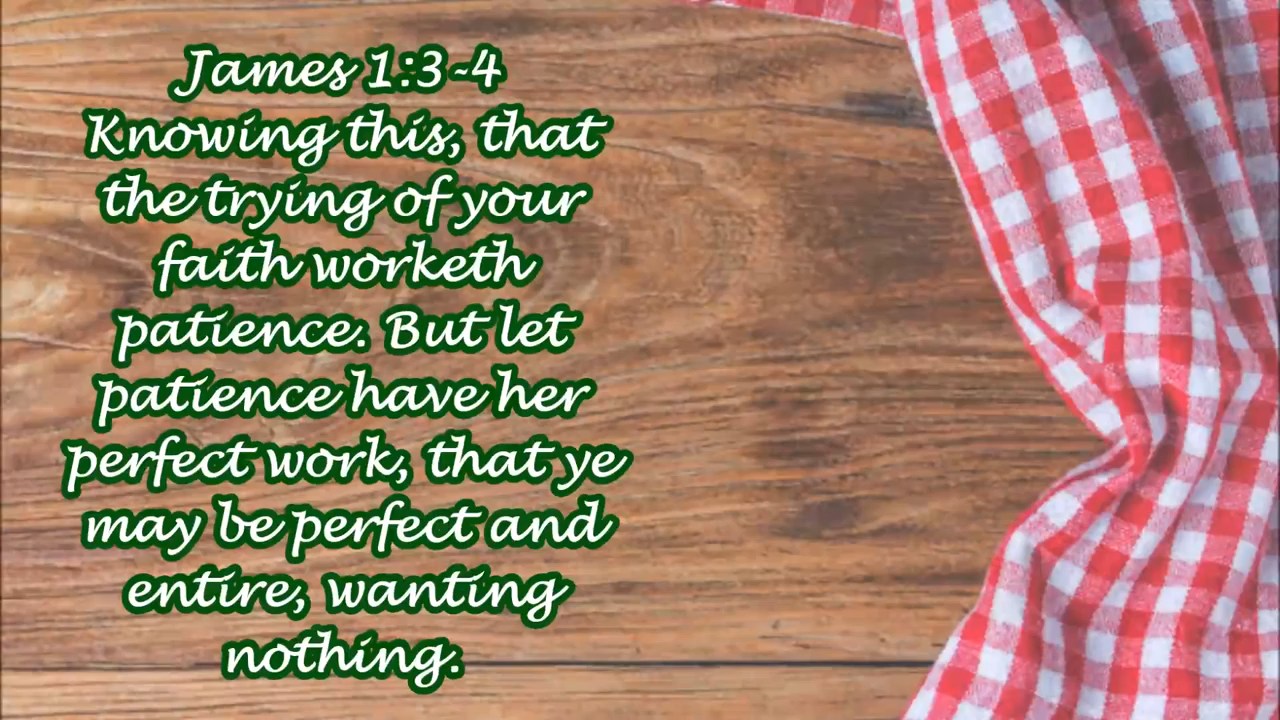 James 1:3-4
Knowing this, that
the trying of your
faith worketh
patience. But let
patience have her
perfect work, that ye
may be perfect and
entire, wanting
nothing.